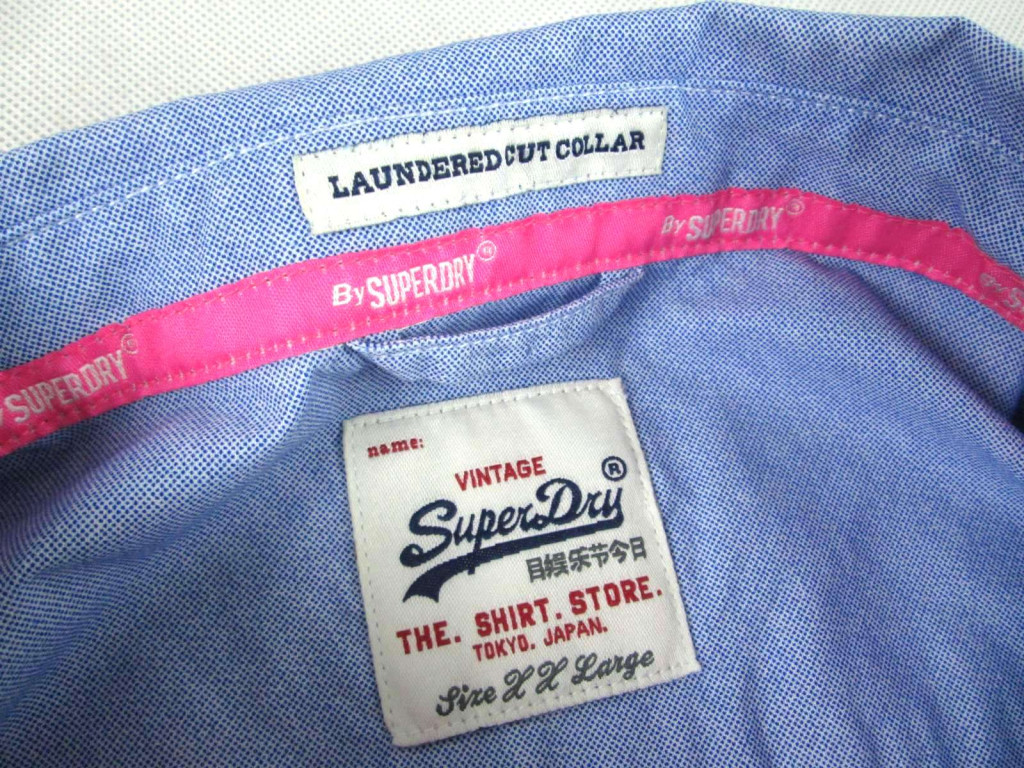 LAUNDERED CUT COLLAR
By SUPERDRY
By SUPERDRY
SUPERDRY®
name:
VINTAGE
SuperDry®
目娱乐节今日
THE. SHIRT. STORE.
TOKYO. JAPAN.
Size X X Large